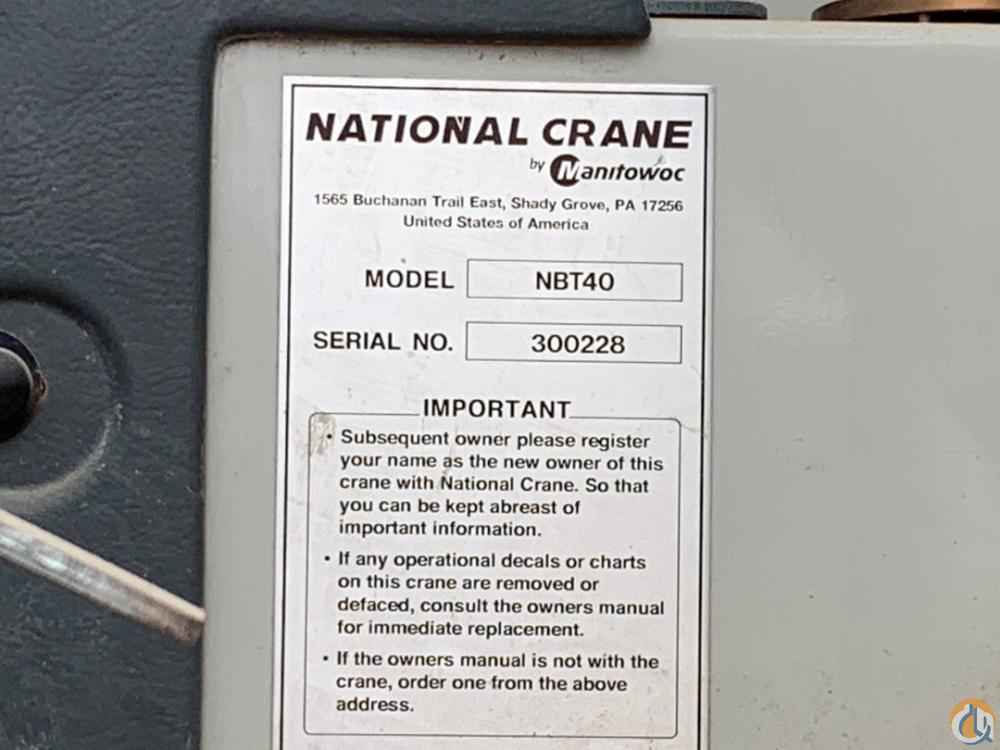 NATIONAL CRANE
by Manitowoc
1565 Buchanan Trail East, Shady Grove, PA 17256
United States of America
MODEL NBT40
SERIAL NO. 300228
IMPORTANT
• Subsequent owner please register
your name as the new owner of this
crane with National Crane. So that
you can be kept abreast of
important information.
• If any operational decals or charts
on this crane are removed or
defaced, consult the owners manual
for immediate replacement.
• If the owners manual is not with the
crane, order one from the above
address.